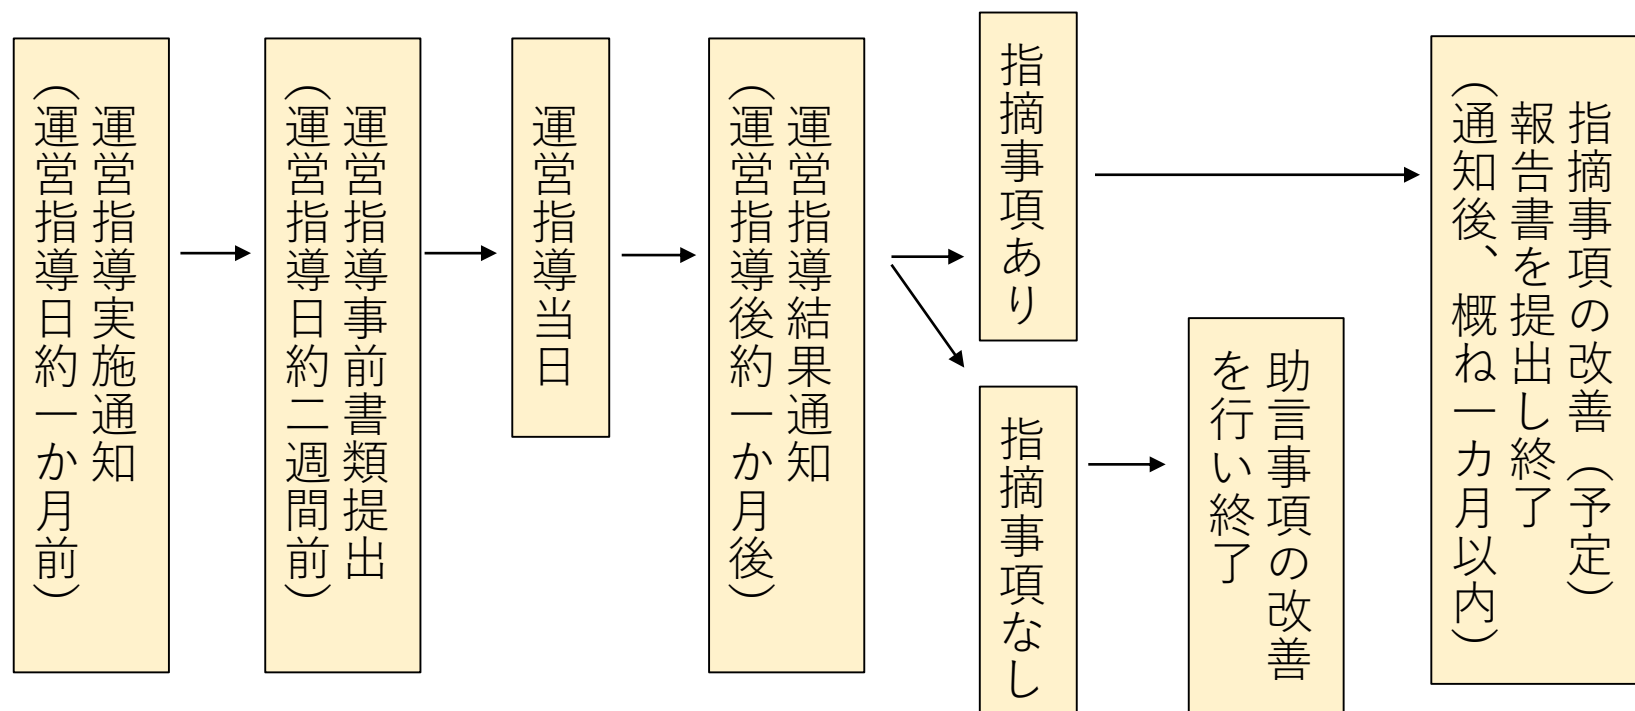 運営指導実施通知
(運営指導日約一か月前)
運営指導事前書類提出
(運営指導日約二週間前)
運営指導当日
運営指導結果通知
(運営指導後約一か月後)
指摘事項あり
指摘事項なし
助言事項の改善
を行い終了
指摘事項の改善(予定)
報告書を提出し終了
(通知後、概ね一カ月以内)